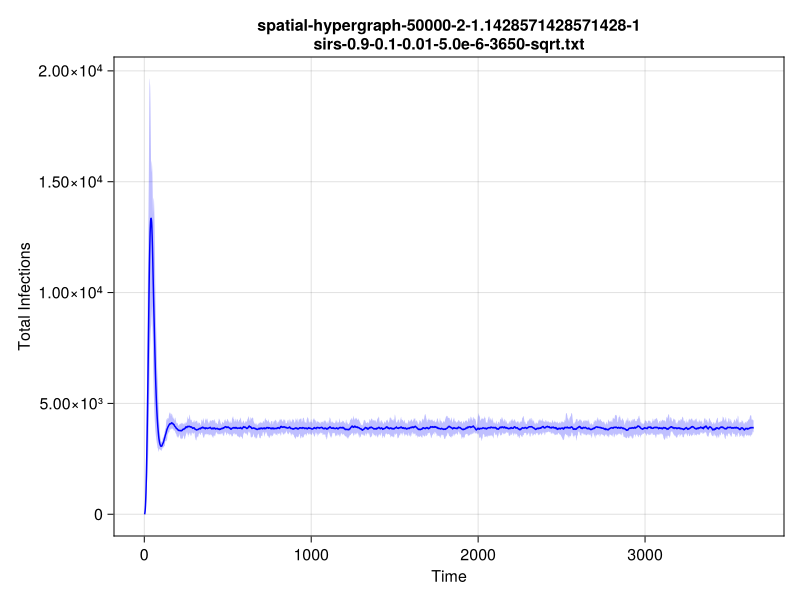 spatial-hypergraph-50000-2-1.1428571428571428-1
sirs-0.9-0.1-0.01-5.0e-6-3650-sqrt.txt
2.00×10⁴
1.50×10⁴
1.00×10⁴
5.00×10³
0
Total Infections
0
1000
2000
3000
Time